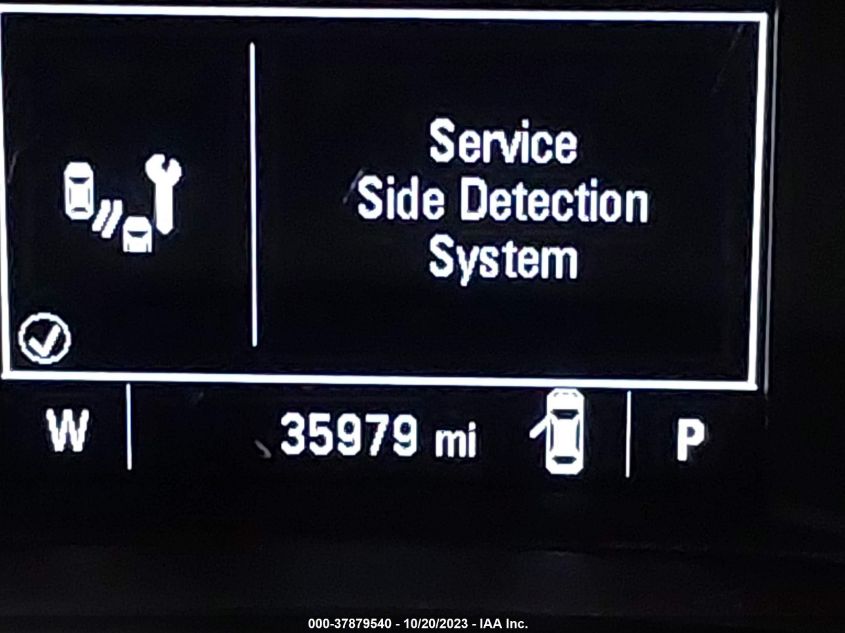 Service
Side Detection
System
W 35979 mi P
000-37879540 - 10/20/2023 - IAA Inc.